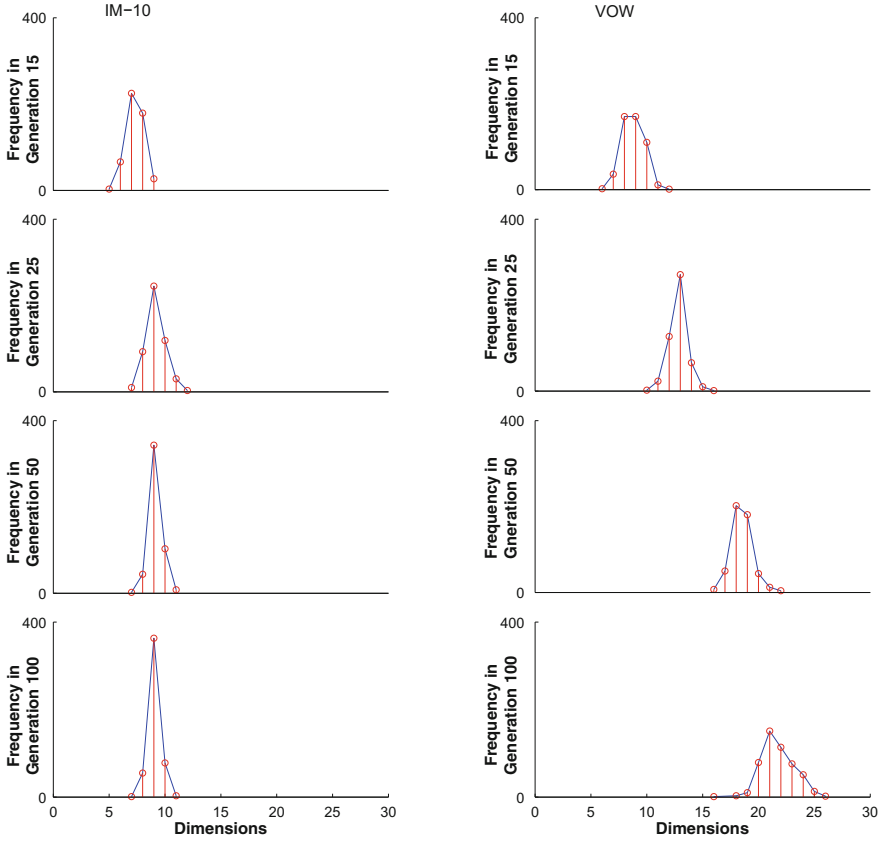 IM−10
400
Frequency in
Generation 15
0
VOW
400
Frequency in
Generation 15
0
400
Frequency in
Generation 25
0
400
Frequency in
Generation 25
0
400
Frequency in
Generation 50
0
400
Frequency in
Gneration 50
0
400
Frequency in
Generation 100
0
0 5 10 15 20 25 30
Dimensions
400
Frequency in
Generation 100
0
0 5 10 15 20 25 30
Dimensions